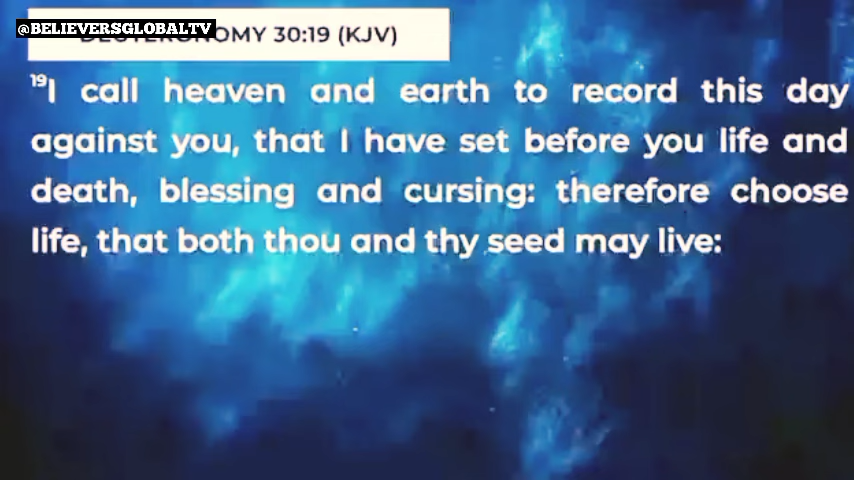 @BELIEVERSGLOBALTV
DEUTERONOMY 30:19 (KJV)
19I call heaven and earth to record this day
against you, that I have set before you life and
death, blessing and cursing: therefore choose
life, that both thou and thy seed may live: